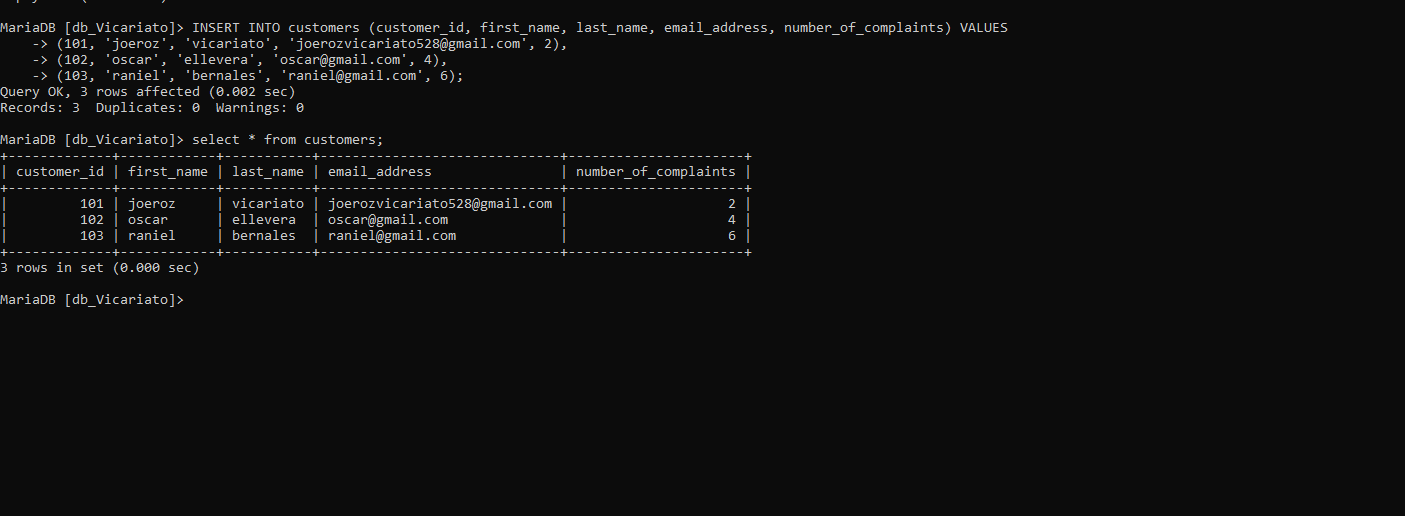 MariaDB [db_Vicariato]> INSERT INTO customers (customer_id, first_name, last_name, email_address, number_of_complaints) VALUES
    -> (101, 'joeroz', 'vicariato', 'joerozvicariato528@gmail.com', 2),
    -> (102, 'oscar', 'ellevera', 'oscar@gmail.com', 4),
    -> (103, 'raniel', 'bernales', 'raniel@gmail.com', 6);
Query OK, 3 rows affected (0.002 sec)
Records: 3  Duplicates: 0  Warnings: 0
MariaDB [db_Vicariato]> select * from customers;
+-------------+------------+-----------+------------------------------+----------------------+
| customer_id | first_name | last_name | email_address                | number_of_complaints |
+-------------+------------+-----------+------------------------------+----------------------+
|         101 | joeroz     | vicariato | joerozvicariato528@gmail.com |                    2 |
|         102 | oscar      | ellevera  | oscar@gmail.com              |                    4 |
|         103 | raniel     | bernales  | raniel@gmail.com             |                    6 |
+-------------+------------+-----------+------------------------------+----------------------+
3 rows in set (0.000 sec)
MariaDB [db_Vicariato]>